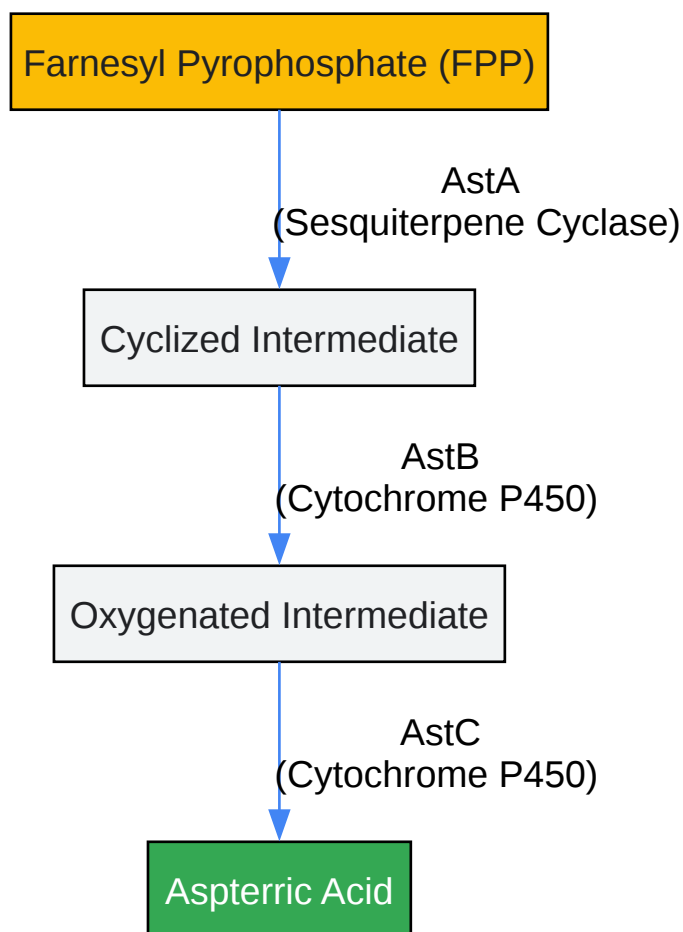 Farnesyl Pyrophosphate (FPP)
AstA
(Sesquiterpene Cyclase)
Cyclized Intermediate
AstB
(Cytochrome P450)
Oxygenated Intermediate
AstC
(Cytochrome P450)
Aspterric Acid